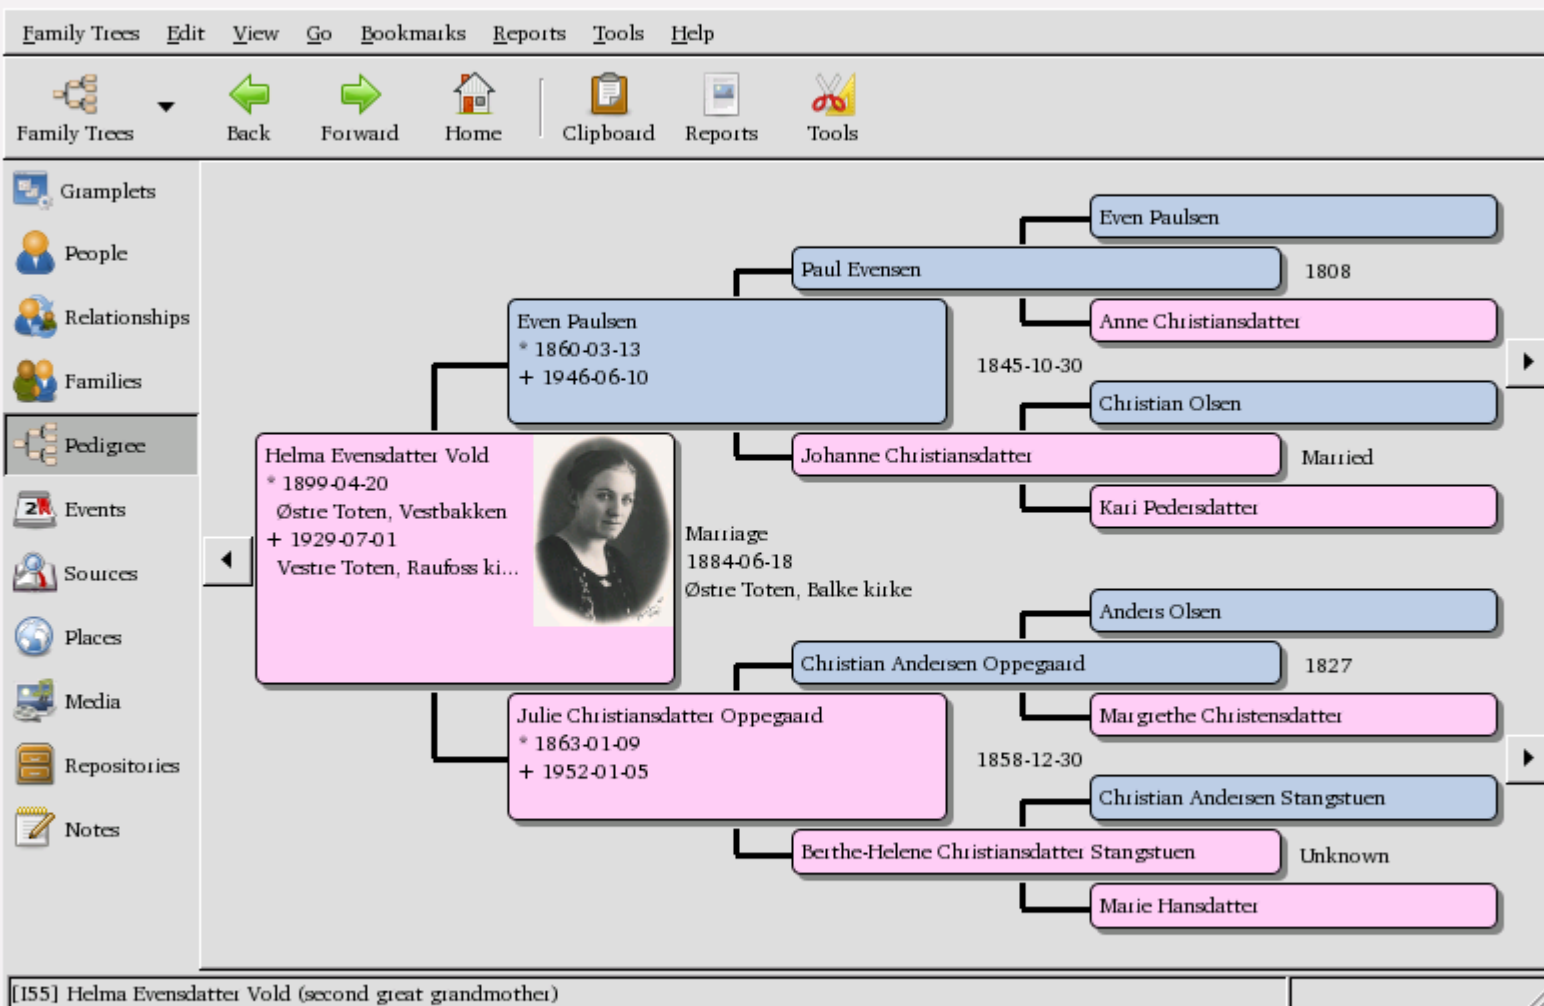 Family Trees Edit View Go Bookmarks Reports Tools Help
Family Trees Back Forward Home Clipboard Reports Tools
Gramplets
People
Relationships
Families
Pedigree
Events
Sources
Places
Media
Repositories
Notes
Helma Evensdatter Vold
* 1899-04-20
Østre Toten, Vestbakken
+ 1929-07-01
Vestre Toten, Raufoss ki...
Marriage
1884-06-18
Østre Toten, Balke kirke
Even Paulsen
* 1860-03-13
+ 1946-06-10
Julie Christiansdatter Oppegaard
* 1863-01-09
+ 1952-01-05
Paul Evensen
1845-10-30
Johanne Christiansdatter
Christian Andersen Oppegaard
1858-12-30
Berthe-Helene Christiansdatter Stangstuen
Even Paulsen
1808
Anne Christiansdatter
Christian Olsen
Married
Kari Pedersdatter
Anders Olsen
1827
Margrethe Christensdatter
Christian Andersen Stangstuen
Unknown
Marie Hansdatter
[I55] Helma Evensdatter Vold (second great grandmother)